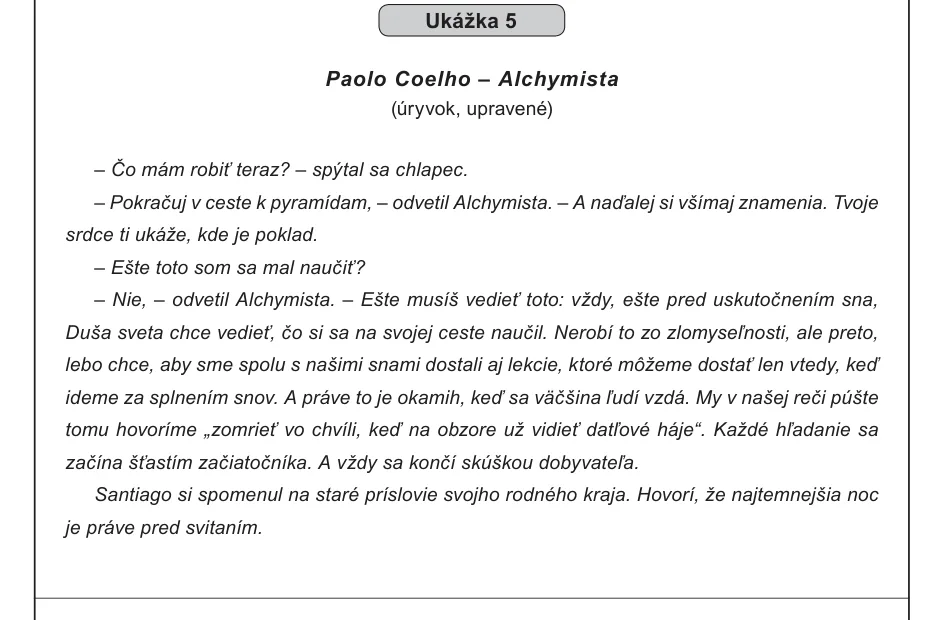 Ukážka 5
Paolo Coelho – Alchymista
(úryvok, upravené)
– Čo mám robiť teraz? – spýtal sa chlapec.
– Pokračuj v ceste k pyramídam, – odvetil Alchymista. – A naďalej si všímaj znamenia. Tvoje
srdce ti ukáže, kde je poklad.
– Ešte toto som sa mal naučiť?
– Nie, – odvetil Alchymista. – Ešte musíš vedieť toto: vždy, ešte pred uskutočnením sna,
Duša sveta chce vedieť, čo si sa na svojej ceste naučil. Nerobí to zo zlomyseľnosti, ale preto,
lebo chce, aby sme spolu s našimi snami dostali aj lekcie, ktoré môžeme dostať len vtedy, keď
ideme za splnením snov. A práve to je okamih, keď sa väčšina ľudí vzdá. My v našej reči púšte
tomu hovoríme „zomrieť vo chvíli, keď na obzore už vidieť datľové háje“. Každé hľadanie sa
začína šťastím začiatočníka. A vždy sa končí skúškou dobyvateľa.
Santiago si spomenul na staré príslovie svojho rodného kraja. Hovorí, že najtemnejšia noc
je práve pred svitaním.